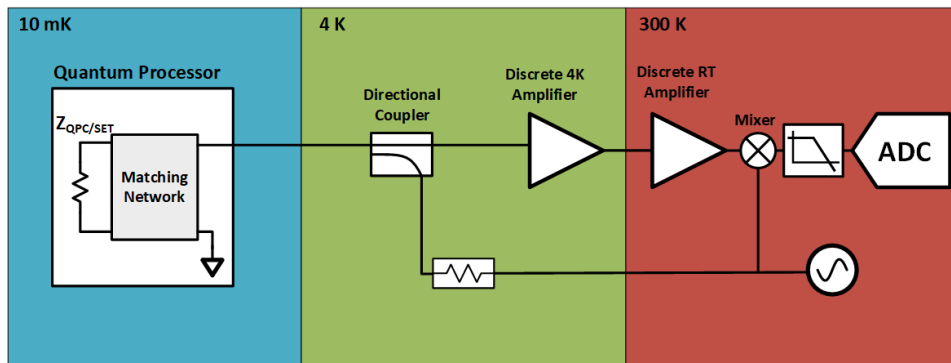 10 mK
4 K
300 K
Quantum Processor
Z_QPC/SET
Matching
Network
Directional
Coupler
Discrete 4K
Amplifier
Discrete RT
Amplifier
Mixer
ADC